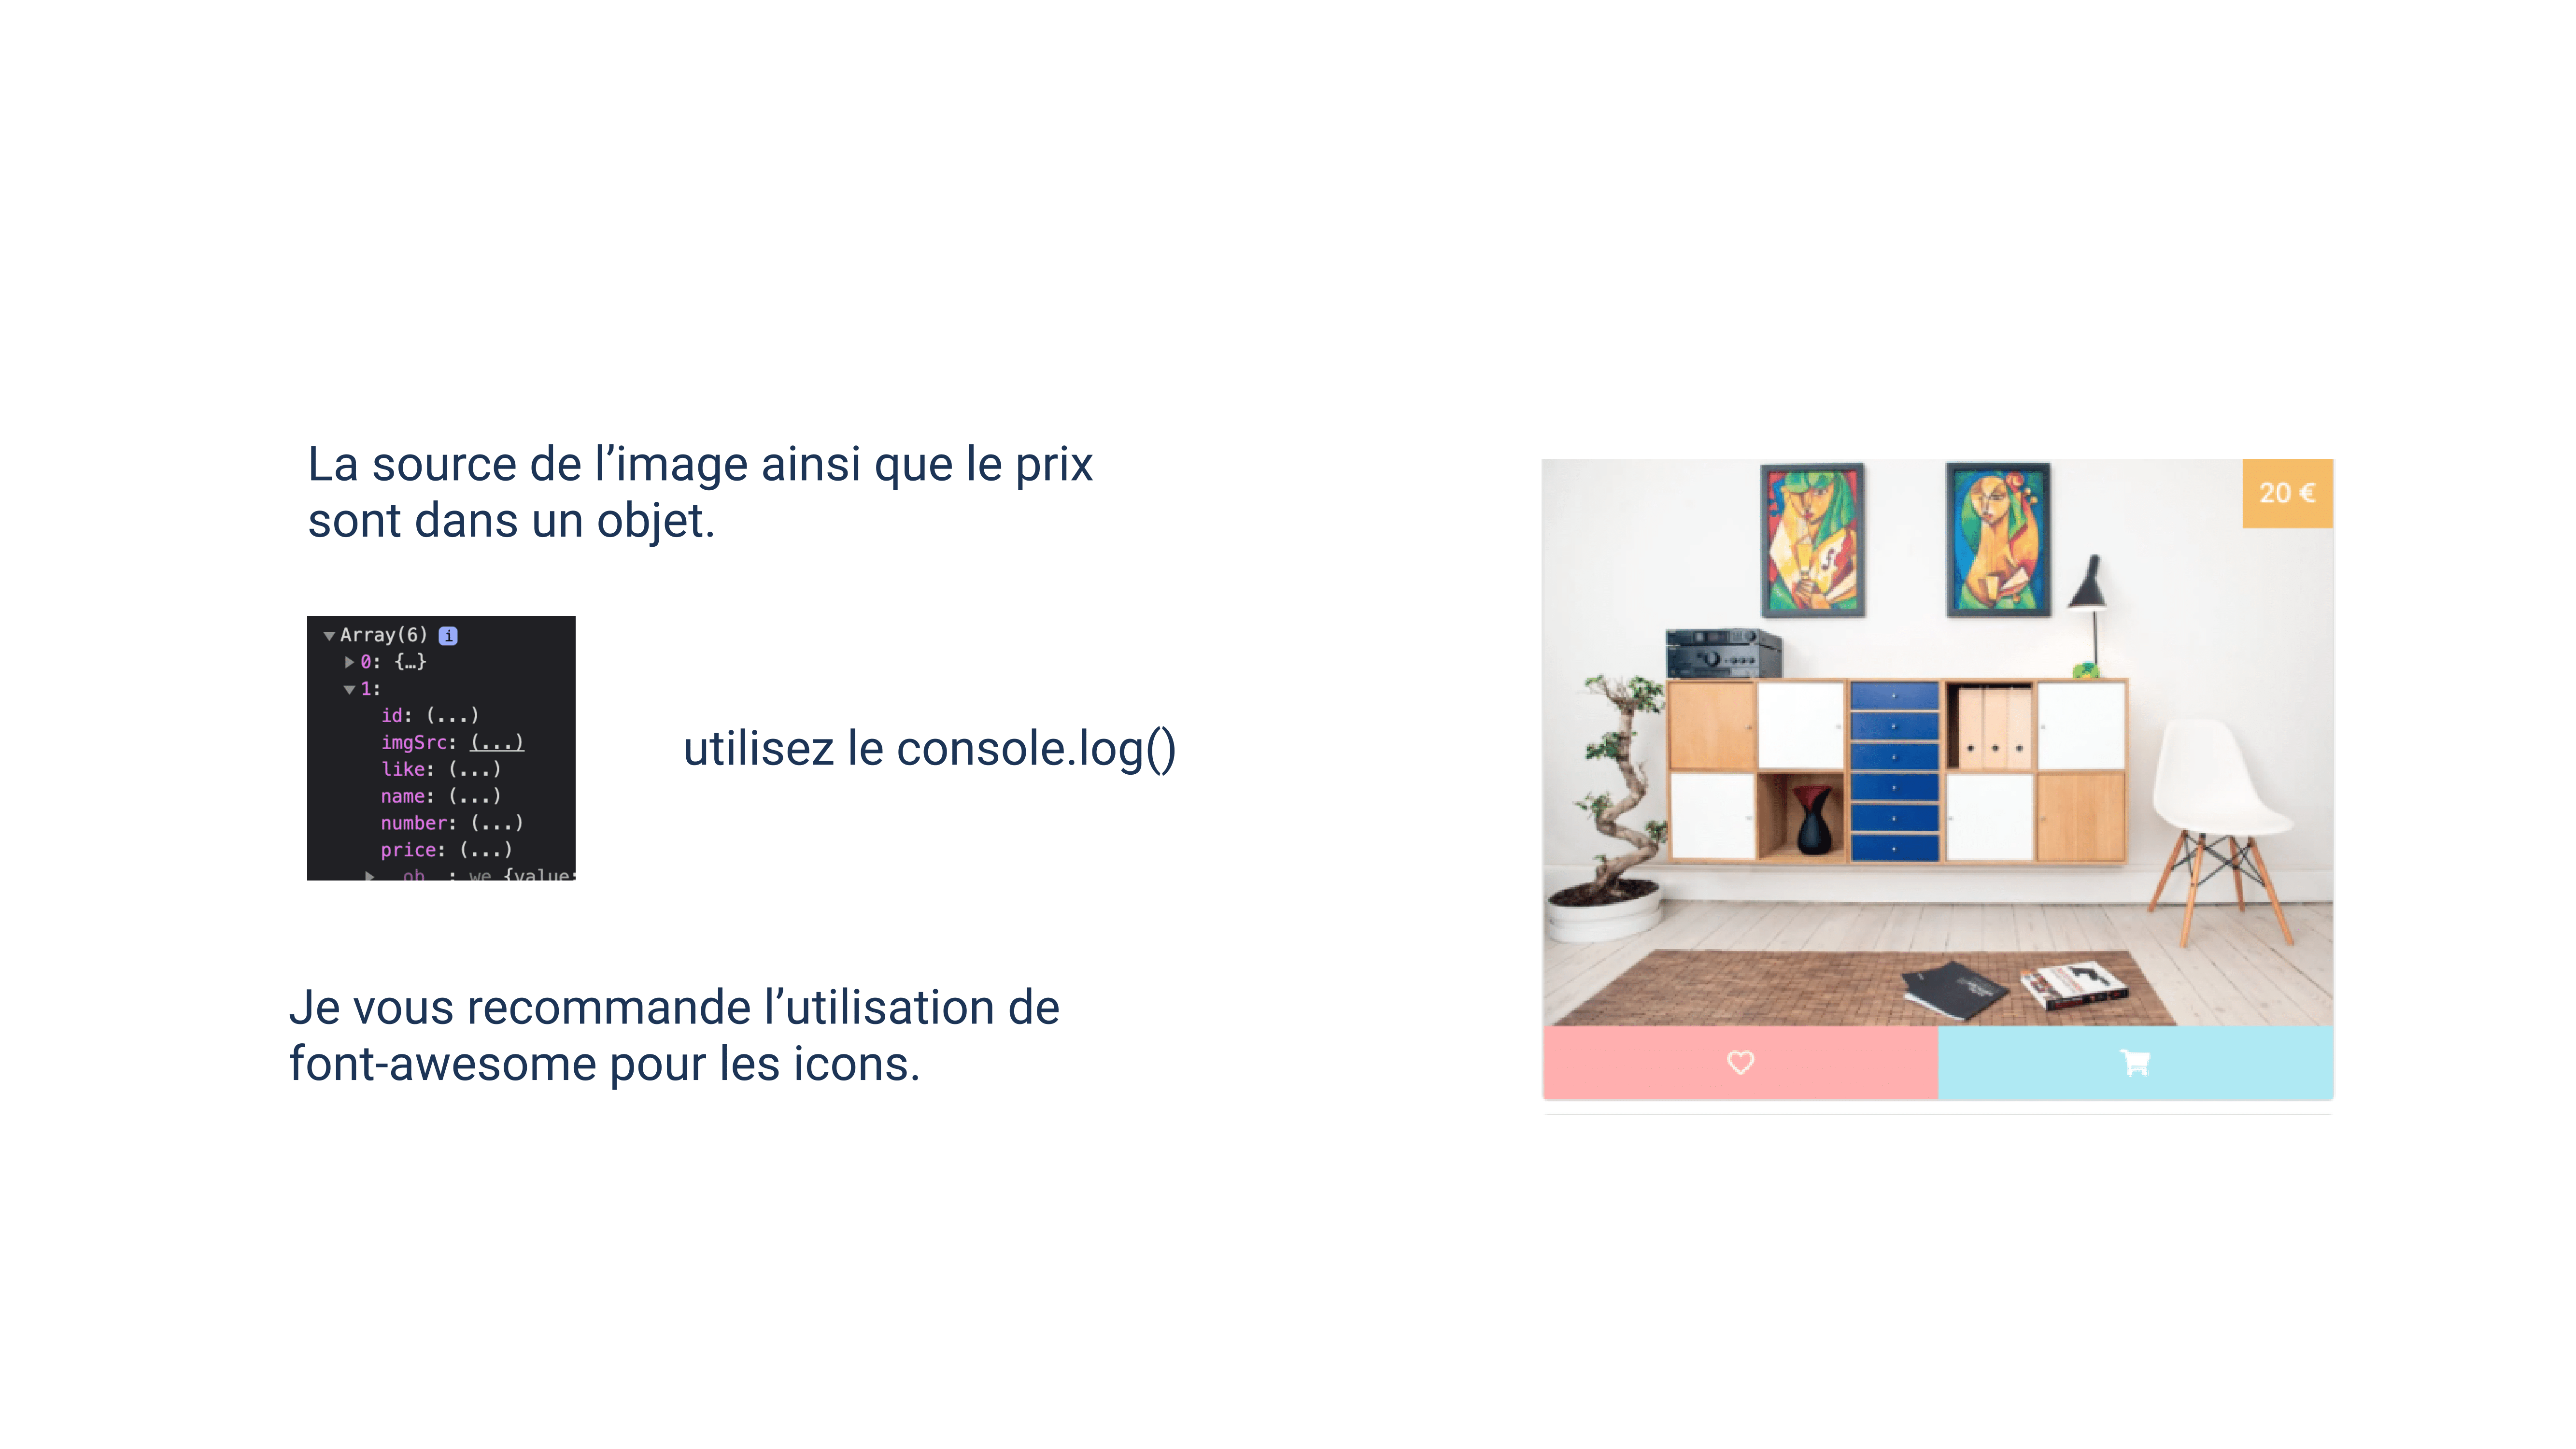 La source de l’image ainsi que le prix
sont dans un objet.
Array(6) i
0: {…}
1:
id: (...)
imgSrc: (...)
like: (...)
name: (...)
number: (...)
price: (...)
utilisez le console.log()
Je vous recommande l’utilisation de
font-awesome pour les icons.
20 €